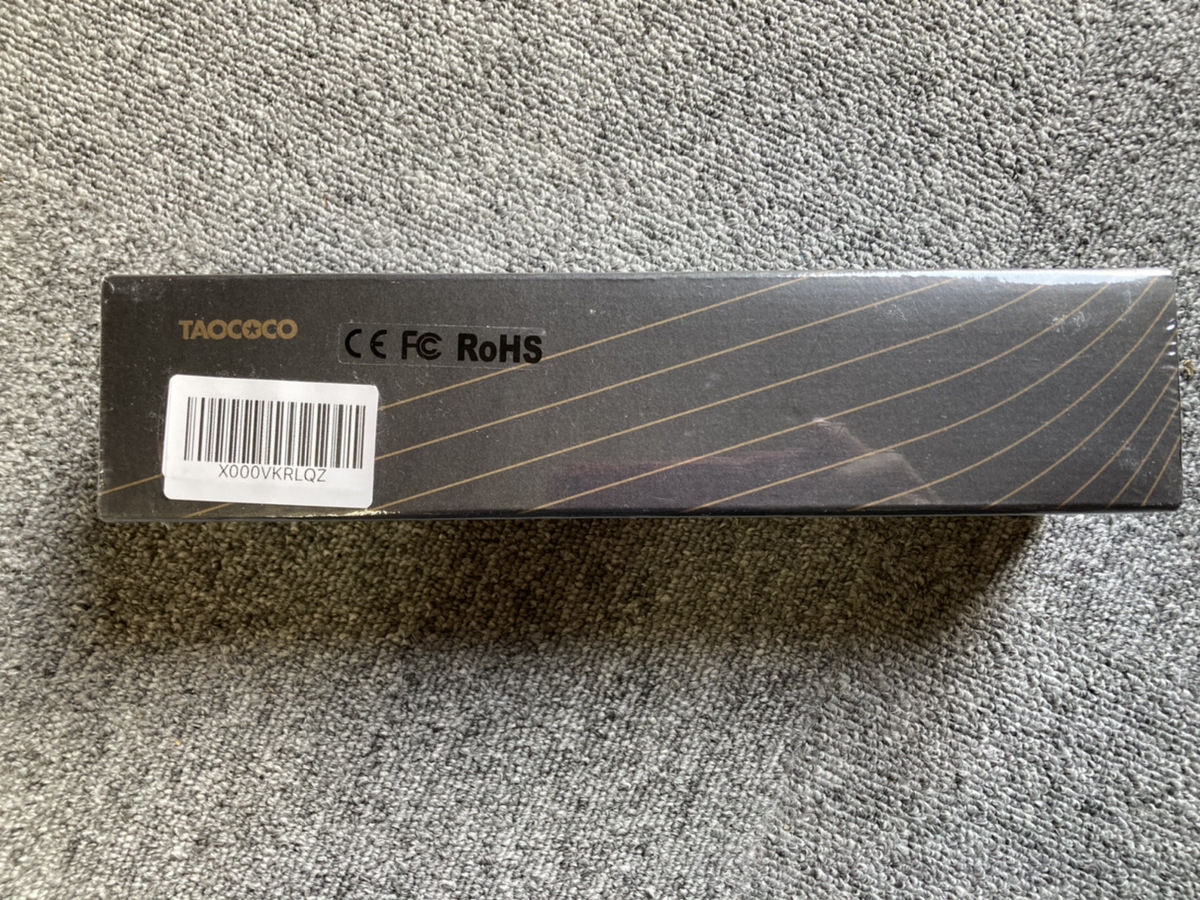 TAOCOCO
CE FC RoHS
X000VKRLQZ